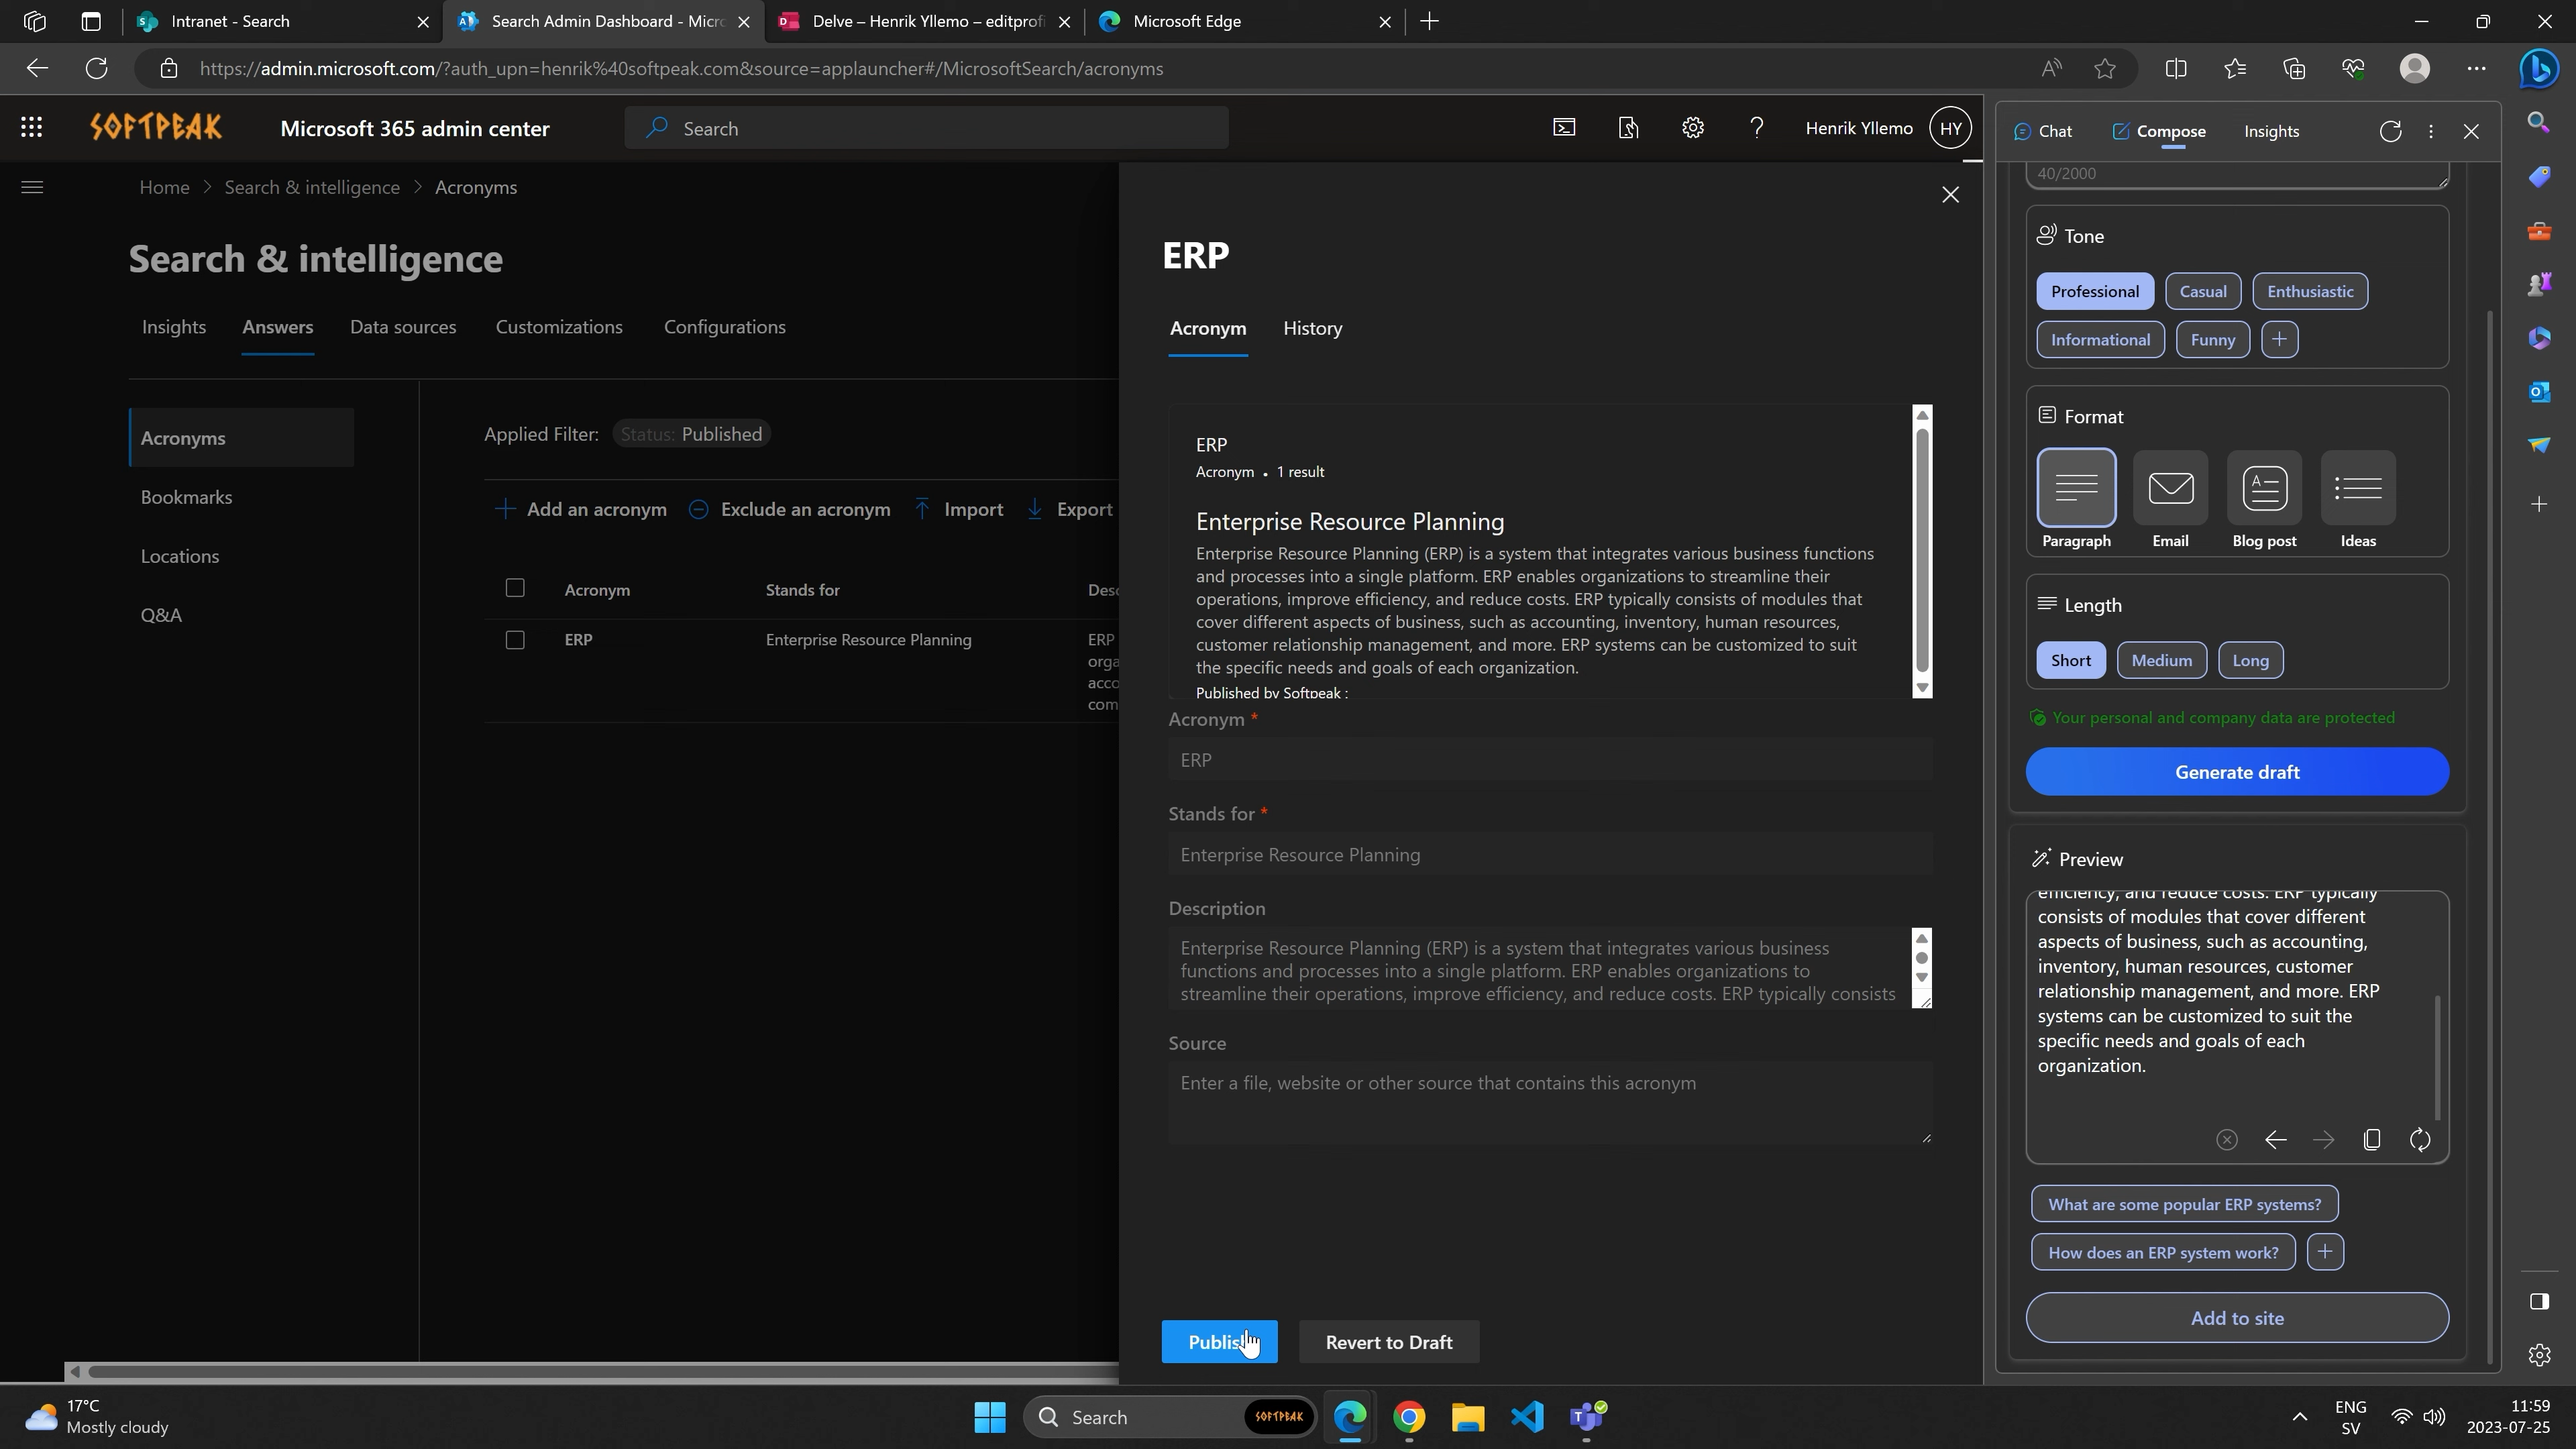 Intranet - Search
Search Admin Dashboard - Micro
Delve – Henrik Yllemo – editprofi
Microsoft Edge
https://admin.microsoft.com/?auth_upn=henrik%40softpeak.com&source=applauncher#/MicrosoftSearch/acronyms
SOFTPEAK
Microsoft 365 admin center
Search
Henrik Yllemo
HY
Chat
Compose
Insights
Home > Search & intelligence > Acronyms
Search & intelligence
Insights
Answers
Data sources
Customizations
Configurations
Acronyms
Bookmarks
Locations
Q&A
Applied Filter:
Status: Published
Add an acronym
Exclude an acronym
Import
Export
Acronym
Stands for
Desc
ERP
Enterprise Resource Planning
ERP
orga
acco
com
ERP
Acronym
History
ERP
Acronym • 1 result
Enterprise Resource Planning
Enterprise Resource Planning (ERP) is a system that integrates various business functions
and processes into a single platform. ERP enables organizations to streamline their
operations, improve efficiency, and reduce costs. ERP typically consists of modules that
cover different aspects of business, such as accounting, inventory, human resources,
customer relationship management, and more. ERP systems can be customized to suit
the specific needs and goals of each organization.
Published by Softpeak :
Acronym *
ERP
Stands for *
Enterprise Resource Planning
Description
Enterprise Resource Planning (ERP) is a system that integrates various business
functions and processes into a single platform. ERP enables organizations to
streamline their operations, improve efficiency, and reduce costs. ERP typically consists
Source
Enter a file, website or other source that contains this acronym
Publish
Revert to Draft
40/2000
Tone
Professional
Casual
Enthusiastic
Informational
Funny
Format
Paragraph
Email
Blog post
Ideas
Length
Short
Medium
Long
Your personal and company data are protected
Generate draft
Preview
efficiency, and reduce costs. ERP typically
consists of modules that cover different
aspects of business, such as accounting,
inventory, human resources, customer
relationship management, and more. ERP
systems can be customized to suit the
specific needs and goals of each
organization.
What are some popular ERP systems?
How does an ERP system work?
Add to site
17°C
Mostly cloudy
Search
SOFTPEAK
ENG
SV
11:59
2023-07-25